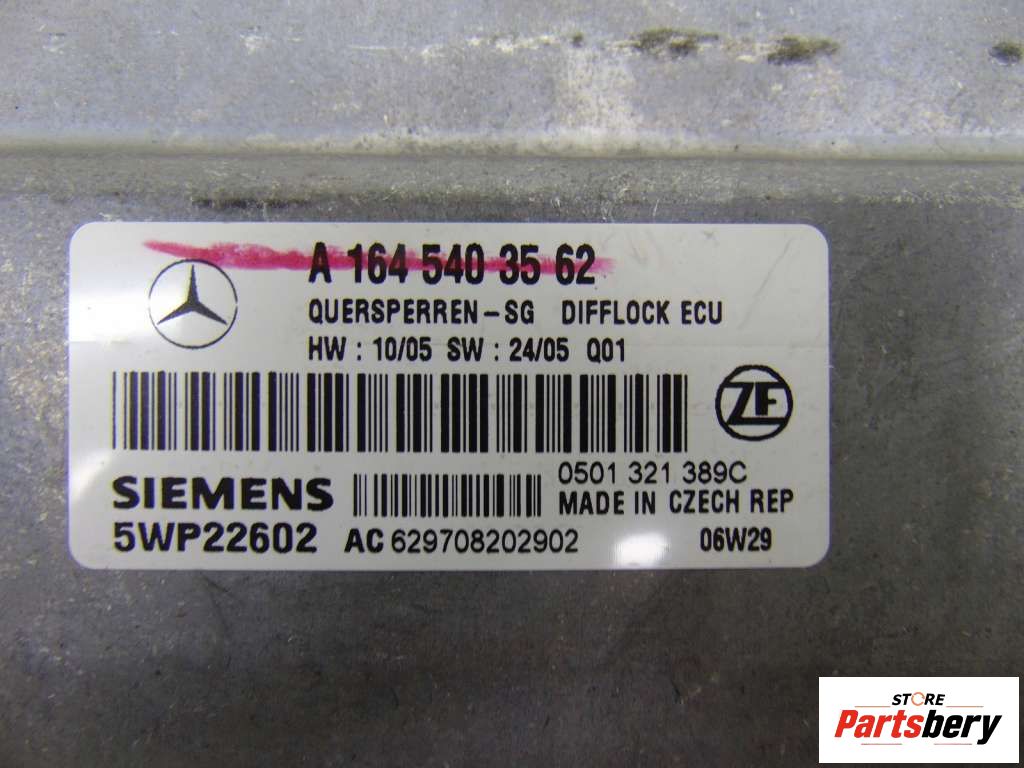 A 164 540 35 62
QUERSPERREN-SG DIFFLOCK ECU
HW : 10/05 SW : 24/05 Q01
ZF
0501 321 389C
SIEMENS
MADE IN CZECH REP
5WP22602 AC 629708202902 06W29
STORE
Partsbery